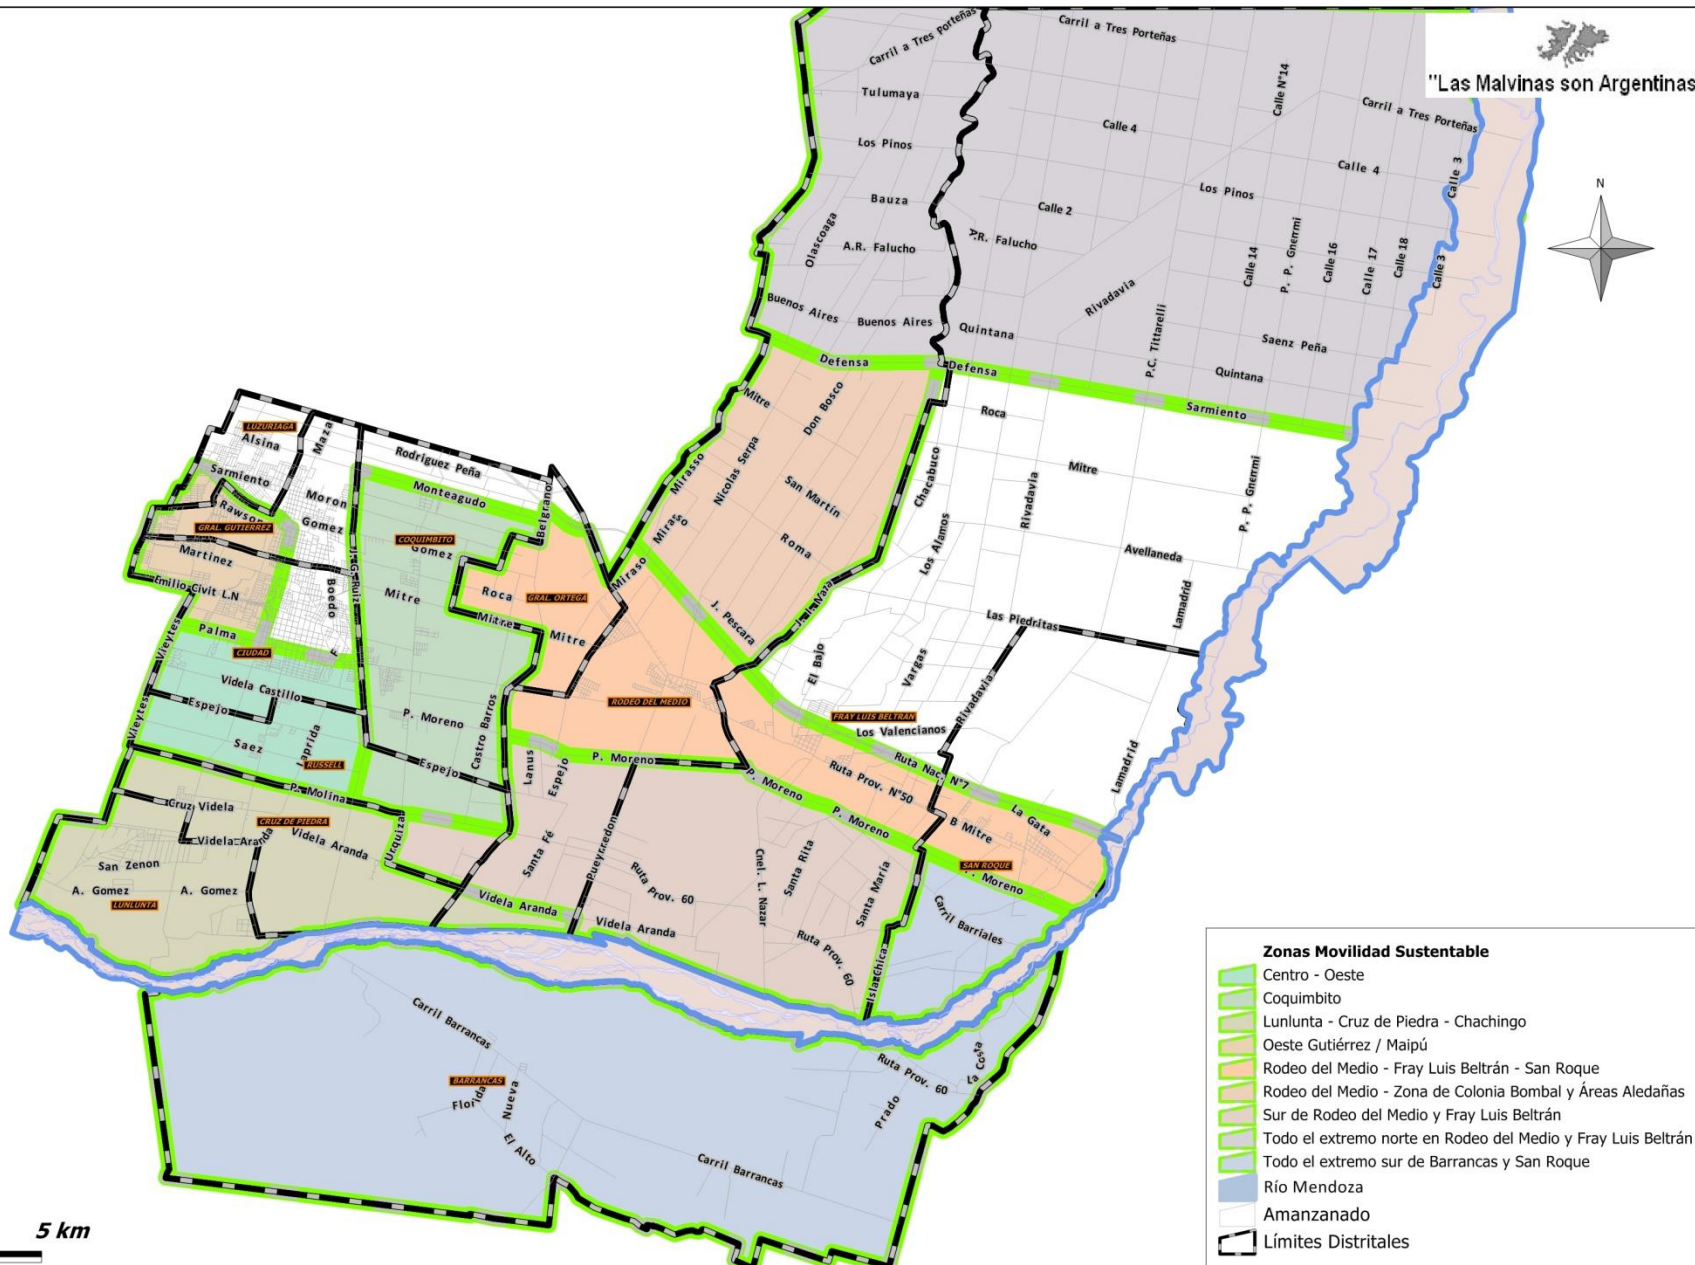 "Las Malvinas son Argentinas
N
Carril a Tres Porteñas
Carril a Tres Porteñas
Calle N°14
Carril a Tres Porteñas
Tulumaya
Calle 4
Los Pinos
Calle 4
Calle 3
Los Pinos
Bauza
Calle 2
Olascoaga
A.R. Falucho
A.R. Falucho
Calle 14
P. P. Gnerrmi
Calle 16
Calle 17
Calle 18
Calle 3
Rivadavia
Buenos Aires
Buenos Aires
Quintana
P.C. Tittarelli
Saenz Peña
Quintana
Defensa
Defensa
Sarmiento
Mitre
Don Bosco
Roca
LUZURIAGA
Alsina
Maza
Rodriguez Peña
Mirasso
Nicolas Serpa
Chacabuco
Mitre
Rivadavia
P. P. Gnerrmi
Sarmiento
Monteagudo
San Martín
Moron
Rawson
Belgrano
GRAL. GUTIERREZ
Gomez
COQUIMBITO
Gomez
Miraso
Roma
Los Alamos
Avellaneda
Martinez
J. G. Ruiz
Miraso
Emilio Civit L.N
Boedo
Mitre
Roca
GRAL. ORTEGA
J. Pescara
Lamadrid
Las Piedritas
Palma
Vieytes
Mitre
Mitre
CIUDAD
El Bajo
Vargas
Videla Castillo
Rivadavia
Espejo
RODEO DEL MEDIO
FRAY LUIS BELTRAN
P. Moreno
Castro Barros
Los Valencianos
Vieytes
Saez
RUSSELL
Espejo
Lanus
Espejo
P. Moreno
P. Moreno
Ruta Prov. N°50
Ruta Nac. N°7
Lamadrid
P. Molina
Cruz Videla
CRUZ DE PIEDRA
La Gata
P. Moreno
B Mitre
Videla Aranda
Videla Aranda
Urquiza
Santa Fé
Pueyrredon
Cnel. L. Nazar
Santa Rita
Santa María
SAN ROQUE
Moreno
San Zenon
A. Gomez
A. Gomez
LUNLUNTA
Ruta Prov. 60
Videla Aranda
Videla Aranda
Carril Barriales
Ruta Prov. 60
Isla Chica
Carril Barrancas
Ruta Prov. 60
La Costa
BARRANCAS
Florida
Nueva
Prado
El Alto
Carril Barrancas
5 km
Zonas Movilidad Sustentable
Centro - Oeste
Coquimbito
Lunlunta - Cruz de Piedra - Chachingo
Oeste Gutiérrez / Maipú
Rodeo del Medio - Fray Luis Beltrán - San Roque
Rodeo del Medio - Zona de Colonia Bombal y Áreas Aledañas
Sur de Rodeo del Medio y Fray Luis Beltrán
Todo el extremo norte en Rodeo del Medio y Fray Luis Beltrán
Todo el extremo sur de Barrancas y San Roque
Río Mendoza
Amanzanado
Límites Distritales